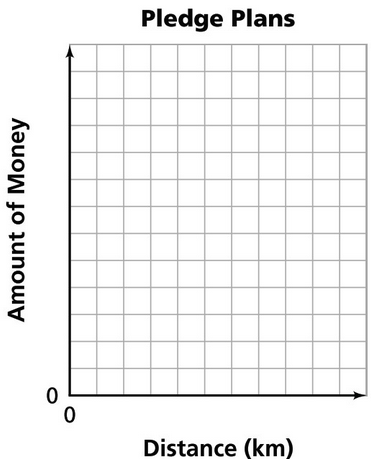 Pledge Plans
Amount of Money
0
0
Distance (km)